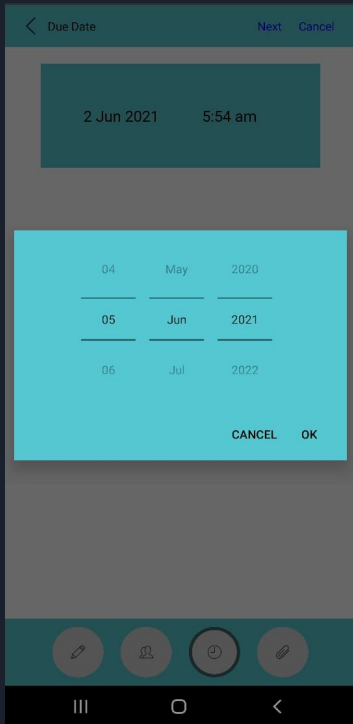 Due Date Next Cancel
2 Jun 2021 5:54 am
04 May 2020
05 Jun 2021
06 Jul 2022
CANCEL OK